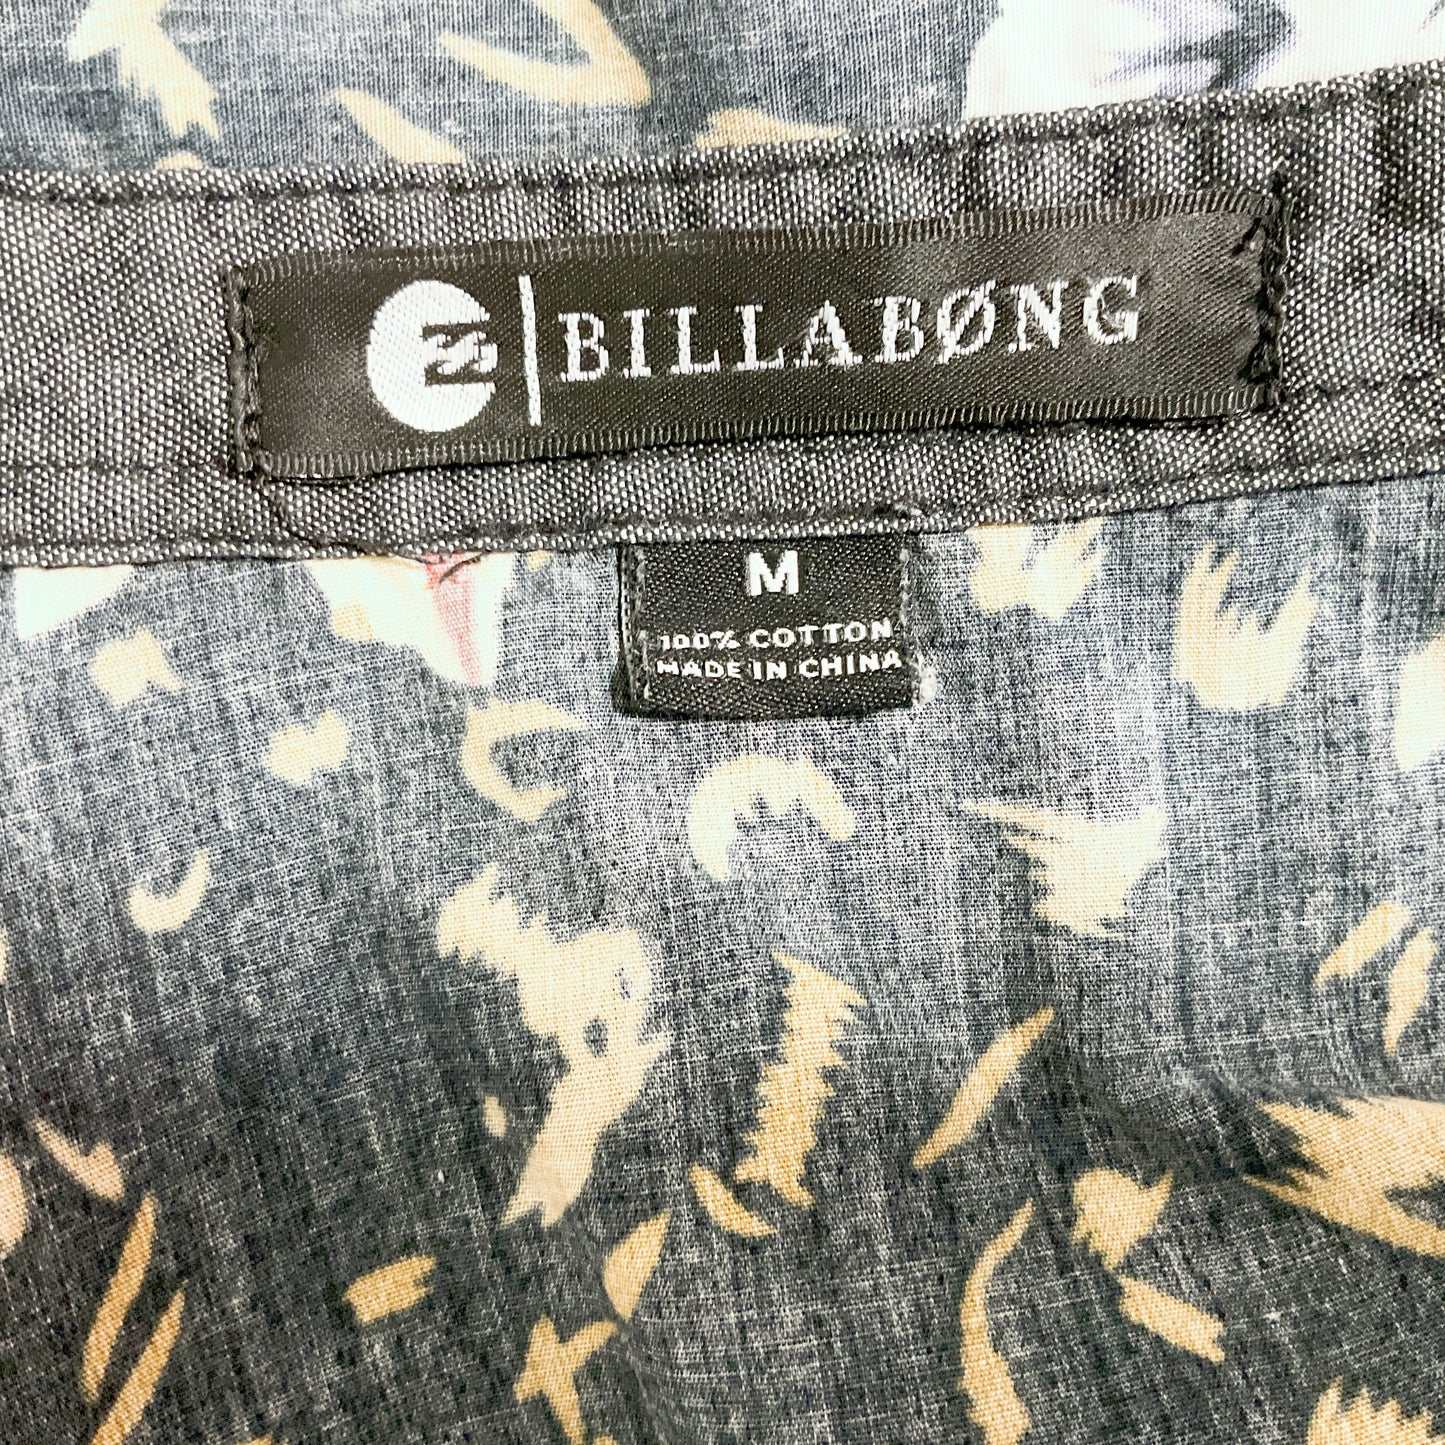 BILLABØNG
M
100% COTTON
MADE IN CHINA